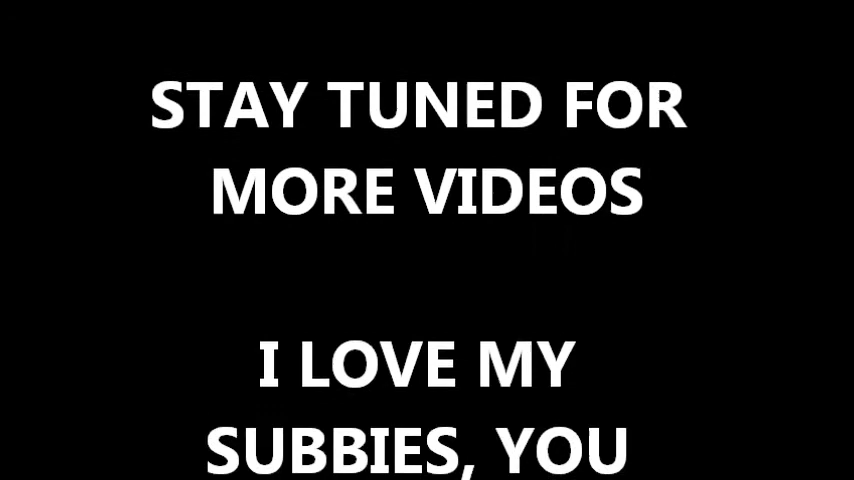 STAY TUNED FOR
MORE VIDEOS
I LOVE MY
SUBBIES, YOU